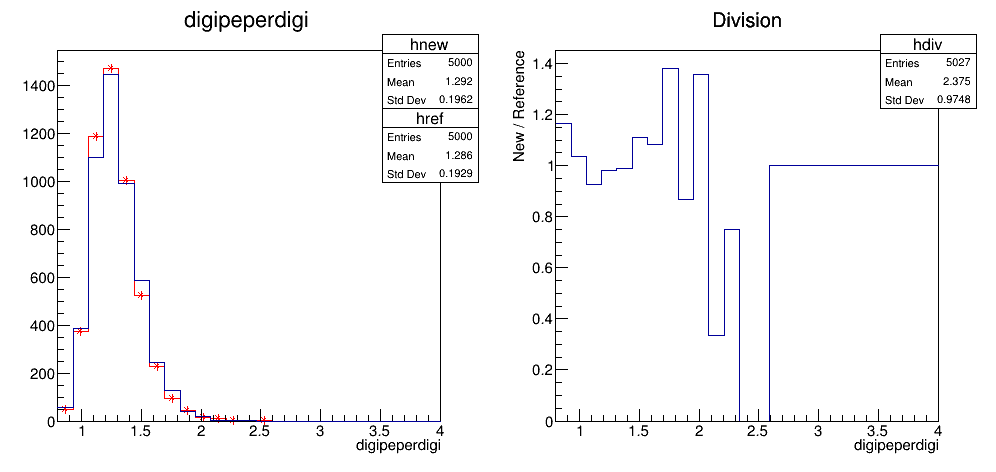 digipeperdigi
hnew
Entries 5000
Mean 1.292
Std Dev 0.1962
href
Entries 5000
Mean 1.286
Std Dev 0.1929
1400
1200
1000
800
600
400
200
0
1 1.5 2 2.5 3 3.5 4
digipeperdigi
Division
hdiv
Entries 5027
Mean 2.375
Std Dev 0.9748
New / Reference
1.4
1.2
1
0.8
0.6
0.4
0.2
0
1 1.5 2 2.5 3 3.5 4
digipeperdigi